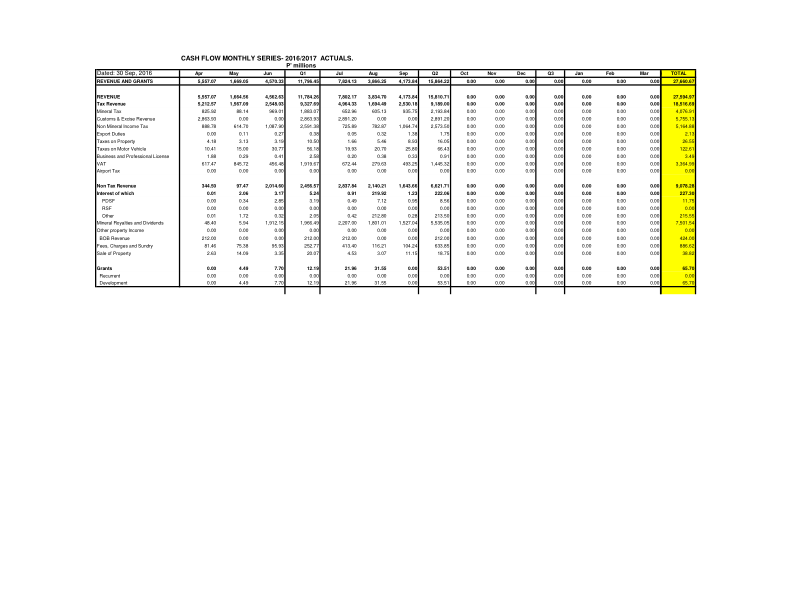 CASH FLOW MONTHLY SERIES- 2016/2017 ACTUALS.
P' millions
Dated: 30 Sep, 2016 Apr May Jun Q1 Jul Aug Sep Q2 Oct Nov Dec Q3 Jan Feb Mar TOTAL
REVENUE AND GRANTS 5,557.07 1,669.05 4,570.33 11,796.45 7,824.13 3,866.25 4,173.84 15,864.22 0.00 0.00 0.00 0.00 0.00 0.00 0.00 27,660.67
REVENUE 5,557.07 1,664.56 4,562.63 11,784.26 7,802.17 3,834.70 4,173.84 15,810.71 0.00 0.00 0.00 0.00 0.00 0.00 0.00 27,594.97
Tax Revenue 5,212.57 1,567.09 2,548.03 9,327.69 4,964.33 1,694.49 2,530.18 9,189.00 0.00 0.00 0.00 0.00 0.00 0.00 0.00 18,516.69
Mineral Tax 825.92 88.14 969.01 1,883.07 652.96 605.06 935.75 2,193.84 0.00 0.00 0.00 0.00 0.00 0.00 0.00 4,076.91
Customs & Excise Revenue 2,863.93 0.00 0.00 2,863.93 2,891.20 0.00 0.00 2,891.20 0.00 0.00 0.00 0.00 0.00 0.00 0.00 5,755.13
Non Mineral Income Tax 888.78 614.70 1,087.90 2,591.38 725.89 782.87 1,064.74 2,573.50 0.00 0.00 0.00 0.00 0.00 0.00 0.00 5,164.88
Export Duties 0.00 0.11 0.27 0.38 0.05 0.32 1.38 1.75 0.00 0.00 0.00 0.00 0.00 0.00 0.00 2.13
Taxes on Property 4.18 3.13 3.19 10.50 1.66 5.46 8.93 16.05 0.00 0.00 0.00 0.00 0.00 0.00 0.00 26.55
Taxes on Motor Vehicle 10.41 15.00 30.77 56.18 19.93 20.70 25.80 66.43 0.00 0.00 0.00 0.00 0.00 0.00 0.00 122.61
Business and Professional License 1.88 0.29 0.41 2.58 0.20 0.38 0.33 0.91 0.00 0.00 0.00 0.00 0.00 0.00 0.00 3.49
VAT 617.47 845.72 456.48 1,919.67 672.44 279.63 493.25 1,445.32 0.00 0.00 0.00 0.00 0.00 0.00 0.00 3,364.99
Airport Tax 0.00 0.00 0.00 0.00 0.00 0.00 0.00 0.00 0.00 0.00 0.00 0.00 0.00 0.00 0.00 0.00
Non Tax Revenue 344.50 97.47 2,014.60 2,456.57 2,837.84 2,140.21 1,643.66 6,621.71 0.00 0.00 0.00 0.00 0.00 0.00 0.00 9,078.28
Interest of which 0.01 2.06 3.17 5.24 0.91 219.92 1.23 222.06 0.00 0.00 0.00 0.00 0.00 0.00 0.00 227.30
PDSF 0.00 0.34 2.85 3.19 0.49 7.12 0.95 8.56 0.00 0.00 0.00 0.00 0.00 0.00 0.00 11.75
RSF 0.00 0.00 0.00 0.00 0.00 0.00 0.00 0.00 0.00 0.00 0.00 0.00 0.00 0.00 0.00 0.00
Other 0.01 1.72 0.32 2.05 0.42 212.80 0.28 213.50 0.00 0.00 0.00 0.00 0.00 0.00 0.00 215.55
Mineral Royalties and Dividends 48.40 5.94 1,912.15 1,966.49 2,207.00 1,801.01 1,527.04 5,535.05 0.00 0.00 0.00 0.00 0.00 0.00 0.00 7,501.54
Other property Income 0.00 0.00 0.00 0.00 0.00 0.00 0.00 0.00 0.00 0.00 0.00 0.00 0.00 0.00 0.00 0.00
BOB Revenue 212.00 0.00 0.00 212.00 212.00 0.00 0.00 212.00 0.00 0.00 0.00 0.00 0.00 0.00 0.00 424.00
Fees, Charges and Sundry 81.46 75.38 95.93 252.77 413.40 116.21 104.24 633.85 0.00 0.00 0.00 0.00 0.00 0.00 0.00 886.62
Sale of Property 2.63 14.09 3.35 20.07 4.53 3.07 11.15 18.75 0.00 0.00 0.00 0.00 0.00 0.00 0.00 38.82
Grants 0.00 4.49 7.70 12.19 21.96 31.55 0.00 53.51 0.00 0.00 0.00 0.00 0.00 0.00 0.00 65.70
Recurrent 0.00 0.00 0.00 0.00 0.00 0.00 0.00 0.00 0.00 0.00 0.00 0.00 0.00 0.00 0.00 0.00
Development 0.00 4.49 7.70 12.19 21.96 31.55 0.00 53.51 0.00 0.00 0.00 0.00 0.00 0.00 0.00 65.70